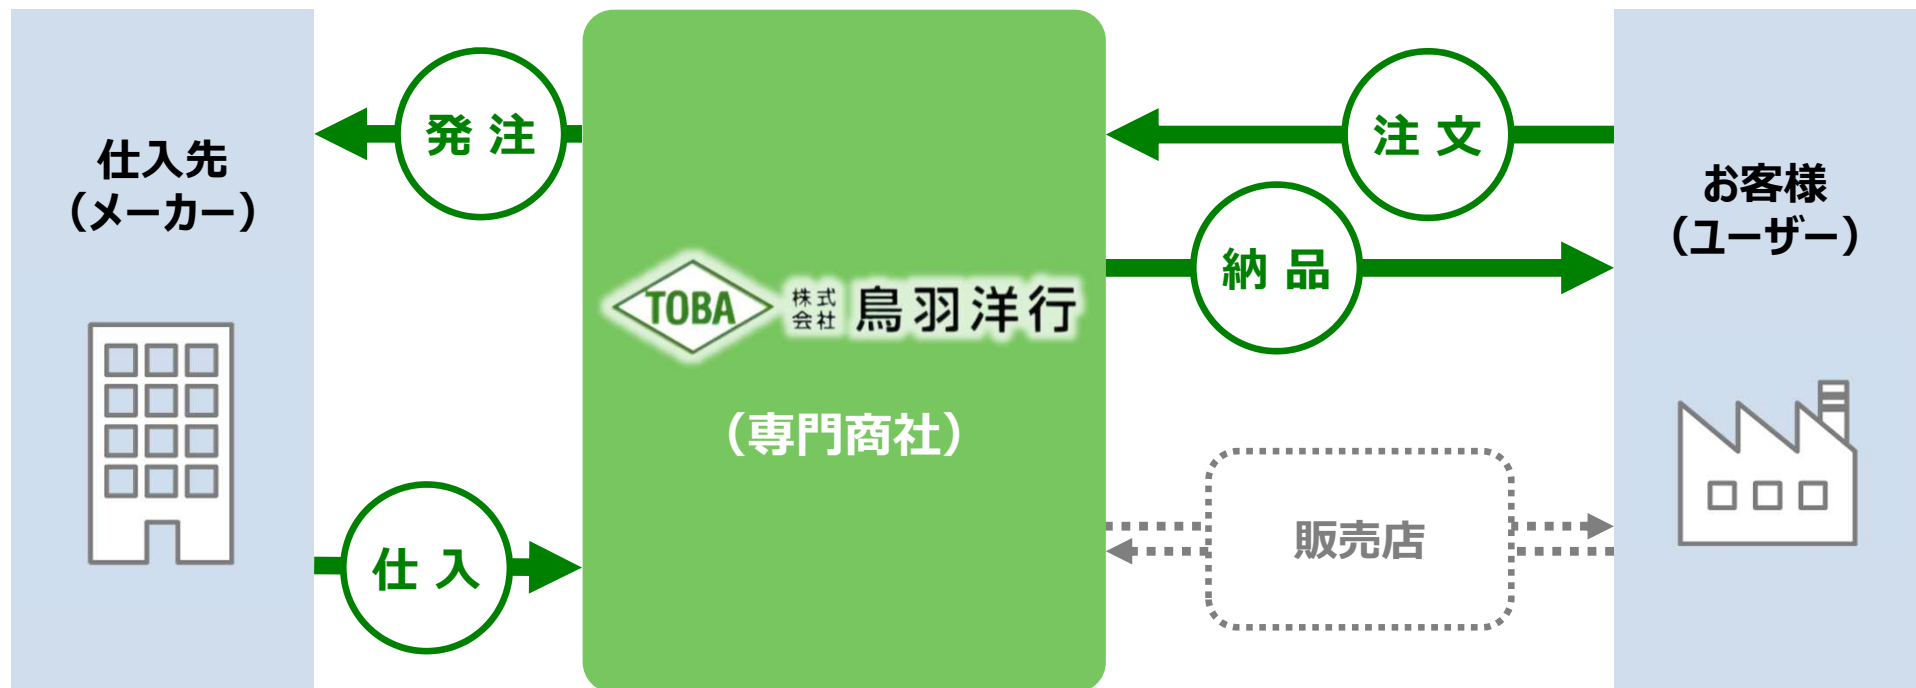 仕入先
（メーカー）
発 注
仕 入
TOBA
株式
会社
鳥羽洋行
（専門商社）
注 文
納 品
販売店
お客様
（ユーザー）